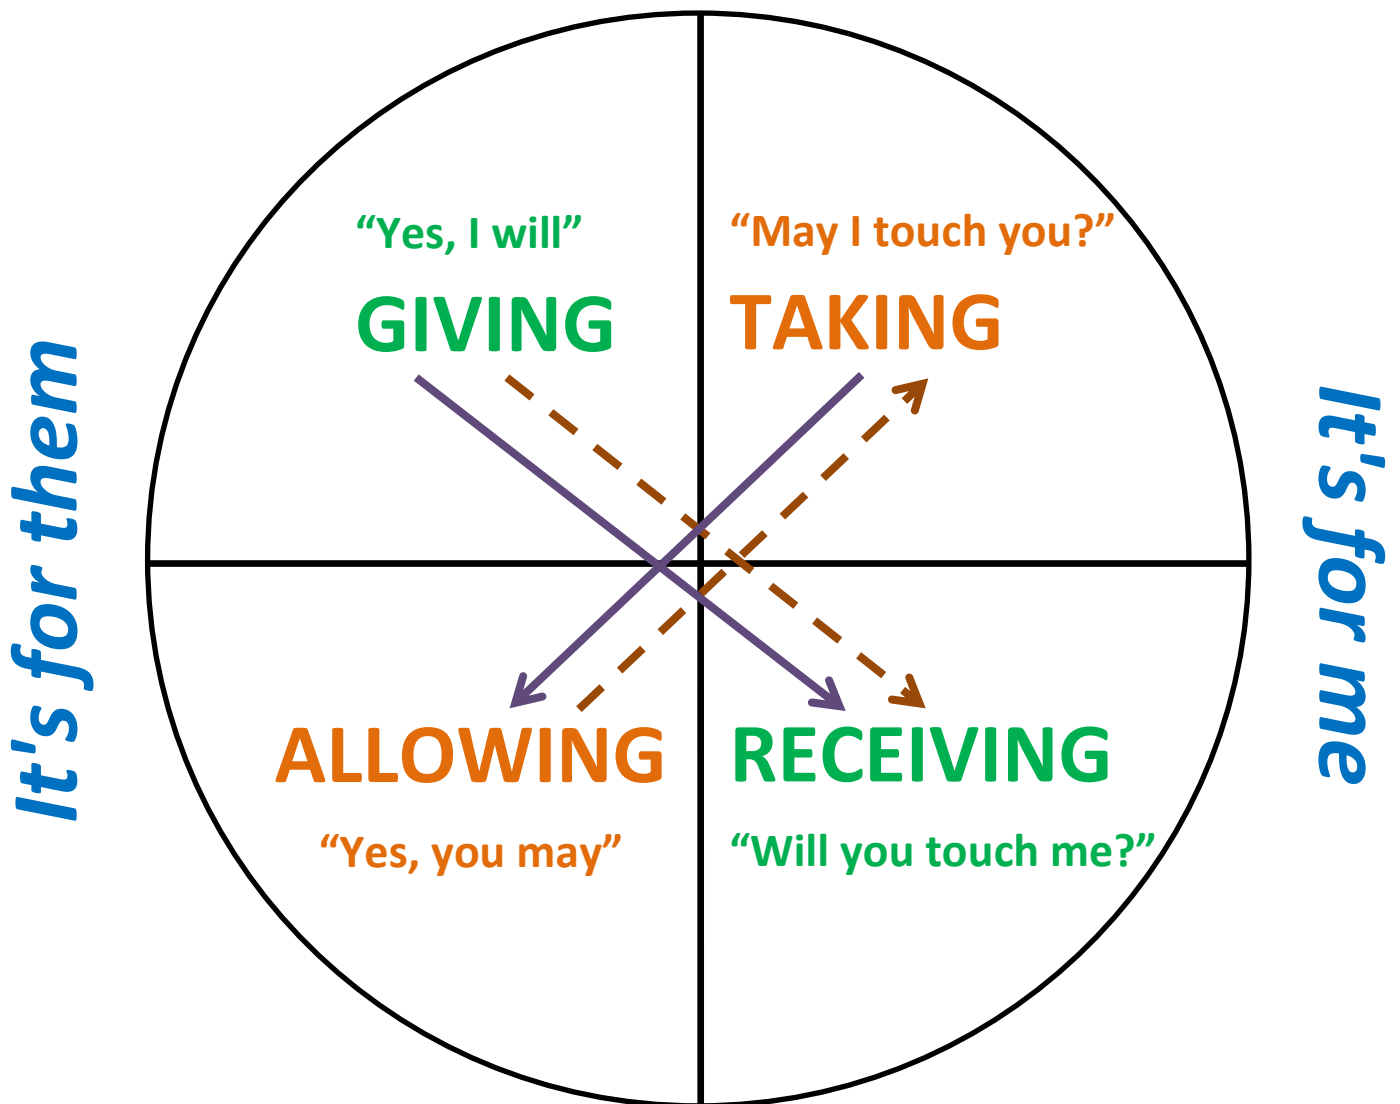 “Yes, I will”
GIVING
“May I touch you?”
TAKING
It's for them
It's for me
ALLOWING
“Yes, you may”
RECEIVING
“Will you touch me?”